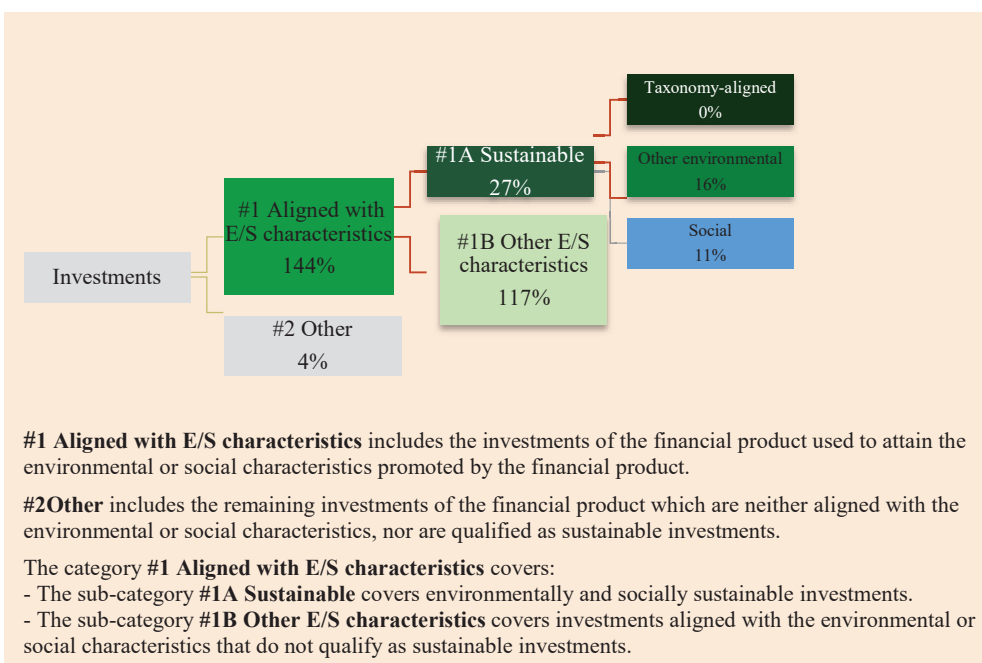 Taxonomy-aligned
0%
#1A Sustainable
27%
Other environmental
16%
#1 Aligned with
E/S characteristics
144%
#1B Other E/S
characteristics
117%
Social
11%
Investments
#2 Other
4%
#1 Aligned with E/S characteristics includes the investments of the financial product used to attain the
environmental or social characteristics promoted by the financial product.
#2Other includes the remaining investments of the financial product which are neither aligned with the
environmental or social characteristics, nor are qualified as sustainable investments.
The category #1 Aligned with E/S characteristics covers:
- The sub-category #1A Sustainable covers environmentally and socially sustainable investments.
- The sub-category #1B Other E/S characteristics covers investments aligned with the environmental or
social characteristics that do not qualify as sustainable investments.